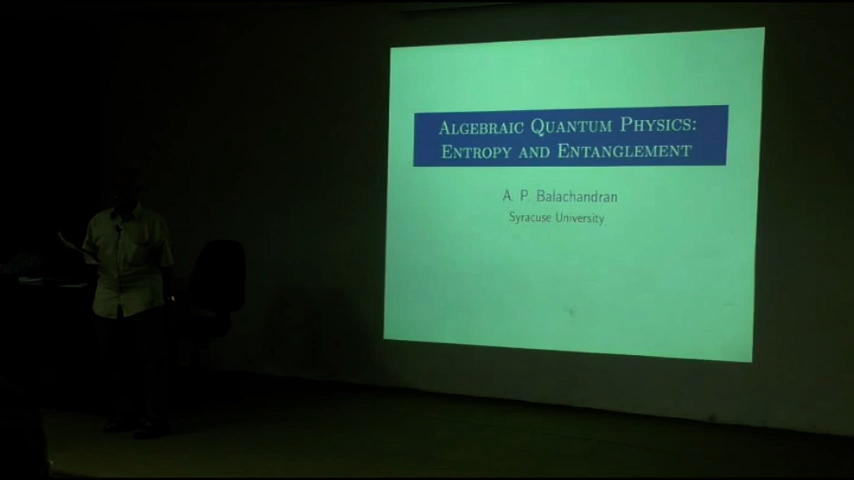 ALGEBRAIC QUANTUM PHYSICS:
ENTROPY AND ENTANGLEMENT
A. P. Balachandran
Syracuse University